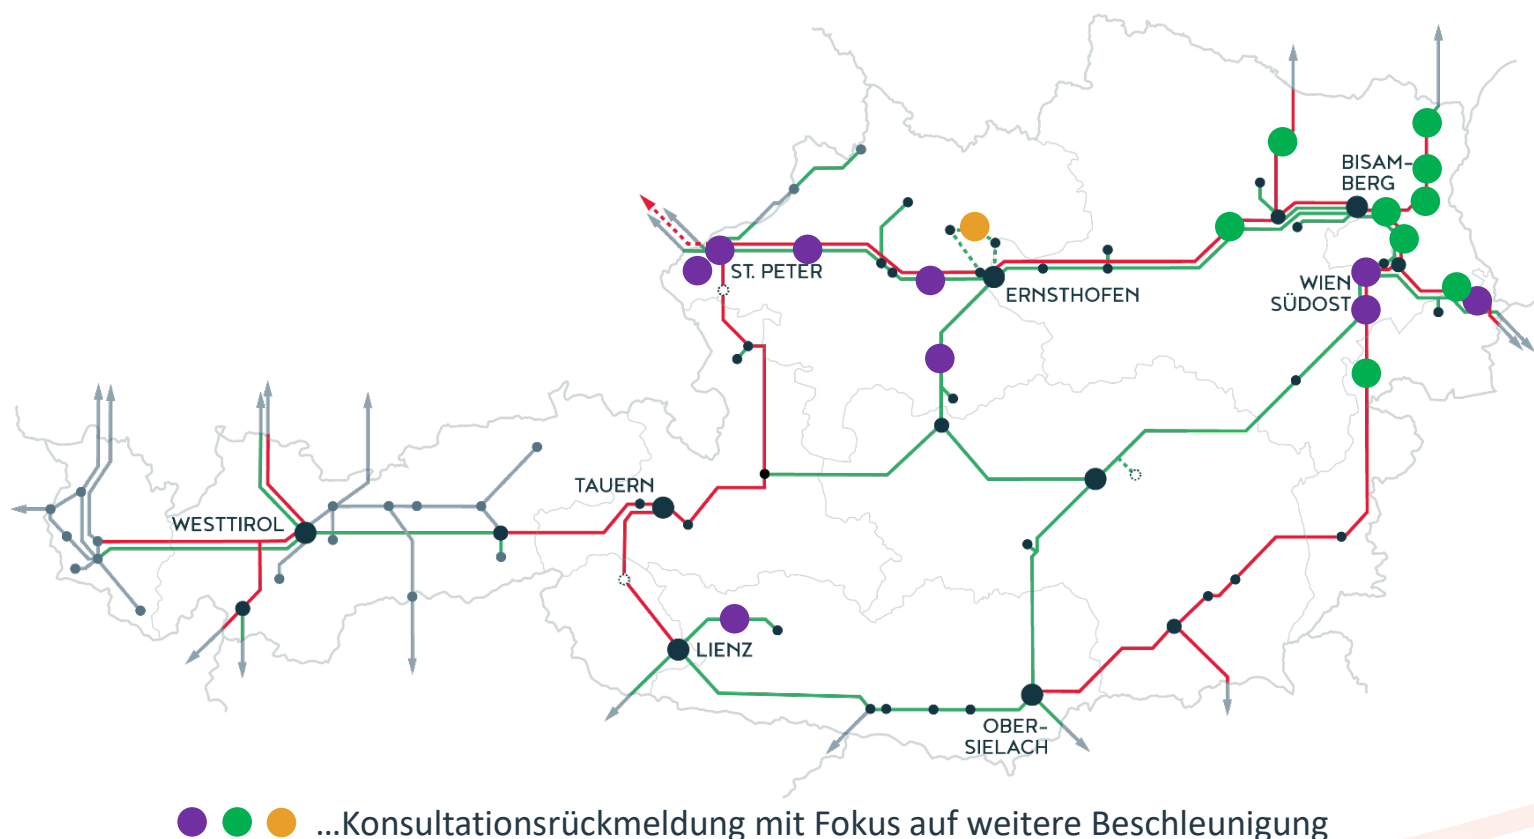 BISAM-
BERG
ST. PETER
ERNSTHOFEN
WIEN
SÜDOST
TAUERN
WESTTIROL
LIENZ
OBER-
SIELACH
...Konsultationsrückmeldung mit Fokus auf weitere Beschleunigung